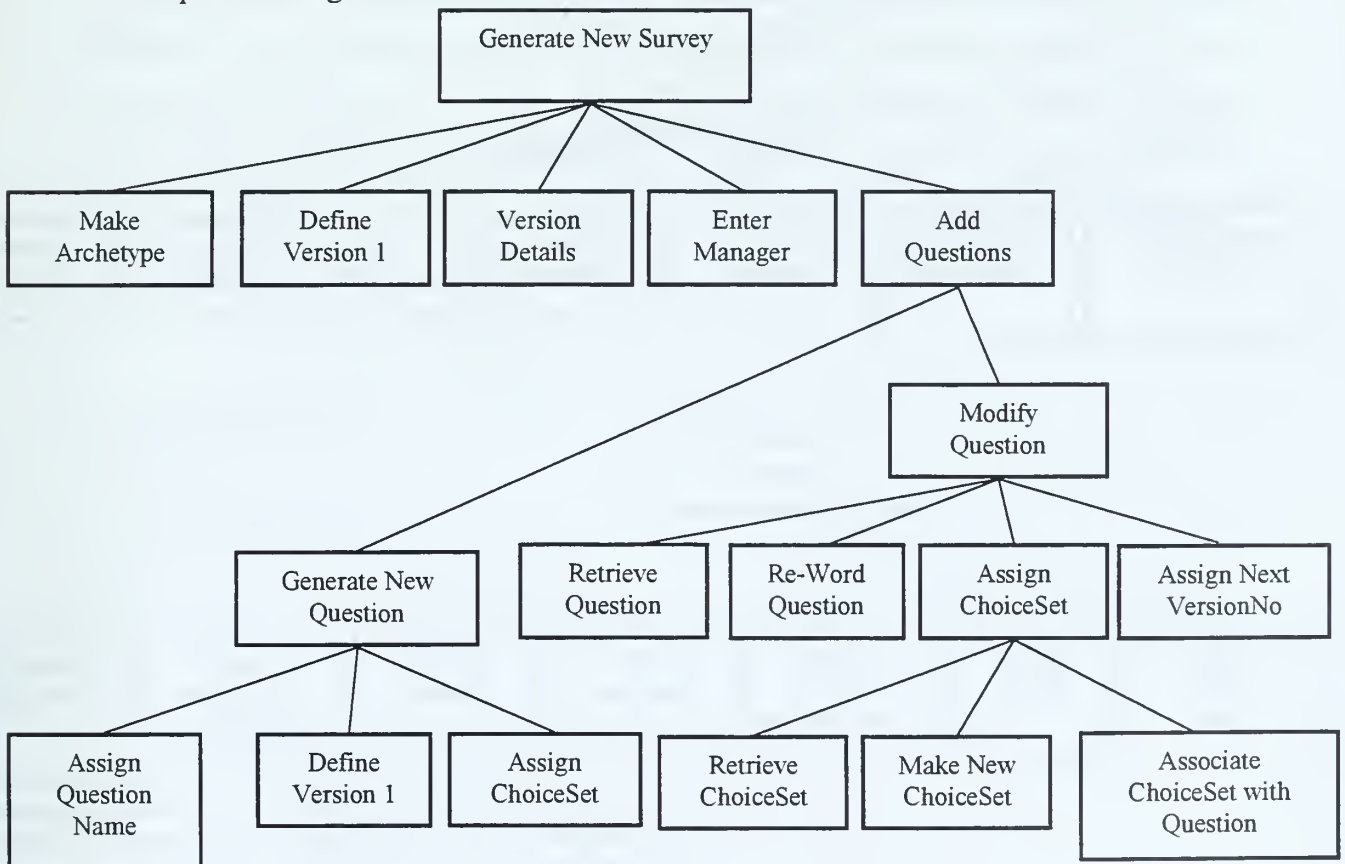 Generate New Survey
Make
Archetype
Define
Version 1
Version
Details
Enter
Manager
Add
Questions
Modify
Question
Generate New
Question
Retrieve
Question
Re-Word
Question
Assign
ChoiceSet
Assign Next
VersionNo
Assign
Question
Name
Define
Version 1
Assign
ChoiceSet
Retrieve
ChoiceSet
Make New
ChoiceSet
Associate
ChoiceSet with
Question